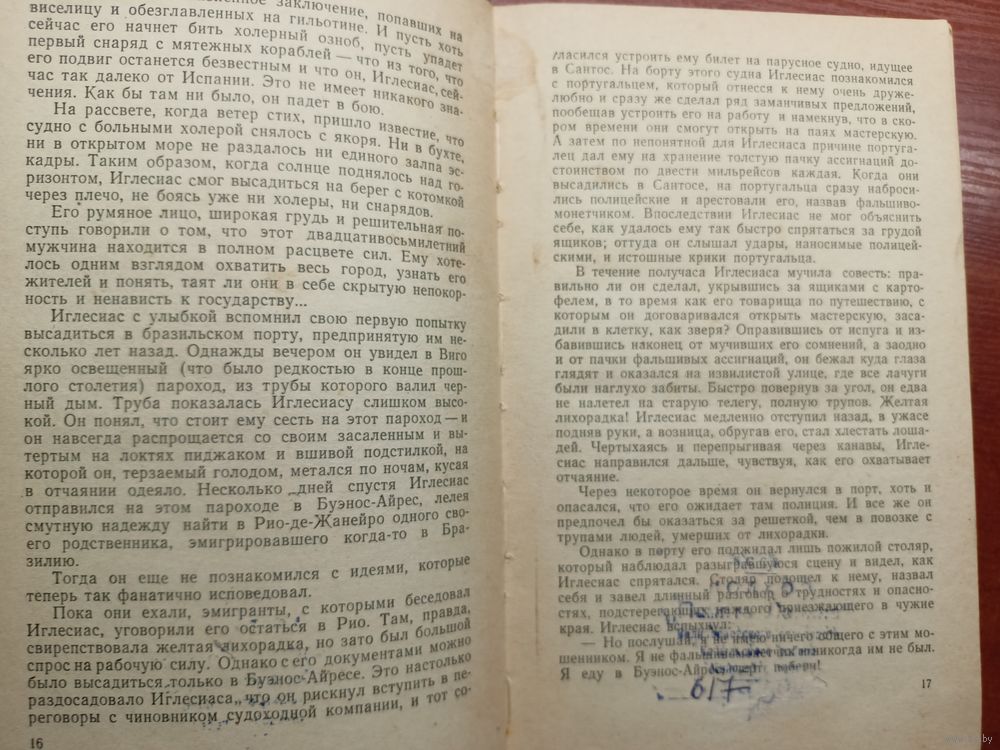 заключение, попавших на
виселицу и обезглавленных на гильотине. И пусть хоть
сейчас его начнет бить холерный озноб, пусть упадет
первый снаряд с мятежных кораблей — что из того, что
его подвиг останется безвестным и что он, Иглесиас, сей-
час так далеко от Испании. Это не имеет никакого зна-
чения. Как бы там ни было, он падет в бою.
На рассвете, когда ветер стих, пришло известие, что
судно с больными холерой снялось с якоря. Ни в бухте,
ни в открытом море не раздалось ни единого залпа эс-
кадры. Таким образом, когда солнце поднялось над го-
ризонтом, Иглесиас смог высадиться на берег с котомкой
через плечо, не боясь уже ни холеры, ни снарядов.
Его румяное лицо, широкая грудь и решительная по-
ступь говорили о том, что этот двадцативосьмилетний
мужчина находится в полном расцвете сил. Ему хоте-
лось одним взглядом охватить весь город, узнать его
жителей и понять, таят ли они в себе скрытую непокор-
ность и ненависть к государству...
Иглесиас с улыбкой вспомнил свою первую попытку
высадиться в бразильском порту, предпринятую им не-
сколько лет назад. Однажды вечером он увидел в Виго
ярко освещенный (что было редкостью в конце прош-
лого столетия) пароход, из трубы которого валил чер-
ный дым. Труба показалась Иглесиасу слишком высо-
кой. Он понял, что стоит ему сесть на этот пароход — и
он навсегда распрощается со своим засаленным и вы-
тертым на локтях пиджаком и вшивой подстилкой, на
которой он, терзаемый голодом, метался по ночам, кусая
в отчаянии одеяло. Несколько дней спустя Иглесиас
отправился на этом пароходе в Буэнос-Айрес, лелея
смутную надежду найти в Рио-де-Жанейро одного сво-
его родственника, эмигрировавшего когда-то в Бра-
зилию.
Тогда он еще не познакомился с идеями, которые
теперь так фанатично исповедовал.
Пока они ехали, эмигранты, с которыми беседовал
Иглесиас, уговорили его остаться в Рио. Там, правда,
свирепствовала желтая лихорадка, но зато был большой
спрос на рабочую силу. Однако с его документами можно
было высадиться только в Буэнос-Айресе. Это настолько
раздосадовало Иглесиаса, что он рискнул вступить в пе-
реговоры с чиновником судоходной компании, и тот со-
16
гласился устроить ему билет на парусное судно, идущее
в Сантос. На борту этого судна Иглесиас познакомился
с португальцем, который отнесся к нему очень друже-
любно и сразу же сделал ряд заманчивых предложений,
пообещав устроить его на работу и намекнув, что в ско-
ром времени они смогут открыть на паях мастерскую.
А затем по непонятной для Иглесиаса причине португа-
лец дал ему на хранение толстую пачку ассигнаций до-
стоинством по двести мильрейсов каждая. Когда они
высадились в Сантосе, на португальца сразу наброси-
лись полицейские и арестовали его, назвав фальшиво-
монетчиком. Впоследствии Иглесиас не мог объяснить
себе, как удалось ему так быстро спрятаться за грудой
ящиков; оттуда он слышал удары, наносимые полицей-
скими, и истошные крики португальца.
В течение получаса Иглесиаса мучила совесть: пра-
вильно ли он сделал, укрывшись за ящиками с карто-
фелем, в то время как его товарища по путешествию, с
которым он договаривался открыть мастерскую, заса-
дили в клетку, как зверя? Оправившись от испуга и из-
бавившись наконец от мучивших его сомнений, а заодно
и от пачки фальшивых ассигнаций, он бежал куда глаза
глядят и оказался на извилистой улице, где все лачуги
были наглухо забиты. Быстро повернув за угол, он едва
не налетел на старую телегу, полную трупов. Желтая
лихорадка! Иглесиас медленно отступил назад, в ужасе
подняв руки, а возница, обругав его, стал хлестать лоша-
дей. Чертыхаясь и перепрыгивая через канавы, Игле-
сиас направился дальше, чувствуя, как его охватывает
отчаяние.
Через некоторое время он вернулся в порт, хоть и
опасался, что его ожидает там полиция. И все же он
предпочел бы оказаться за решеткой, чем в повозке с
трупами людей, умерших от лихорадки.
Однако в порту его поджидал лишь пожилой столяр,
который наблюдал разыгравшуюся сцену и видел, как
Иглесиас спрятался. Столяр подошел к нему, назвал
себя и завел длинный разговор о трудностях и опасно-
стях, подстерегающих каждого приезжающего в чужие
края. Иглесиас вспыхнул:
— Но послушай, я не имею ничего общего с этим мо-
шенником. Я не фальшивомонетчик и никогда им не был.
Я еду в Буэнос-Айрес,
617
17